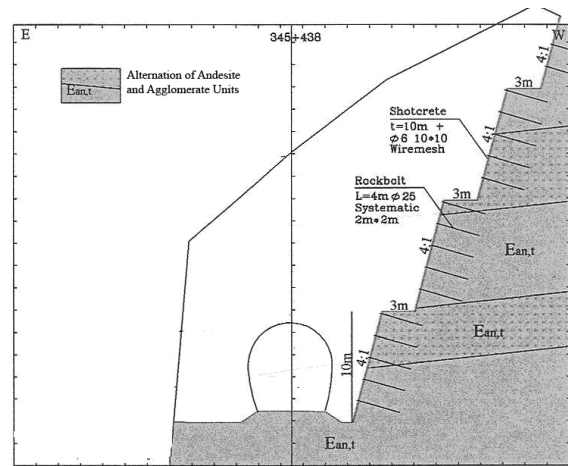 E
345+438
W
Ean,t
Alternation of Andesite
and Agglomerate Units
4:1
3m
Shotcrete
t=10m +
ϕ6 10*10
Wiremesh
4:1
Rockbolt
L=4m ϕ 25
Systematic
2m*2m
3m
4:1
Ean,t
3m
Ean,t
4:1
10m
Ean,t